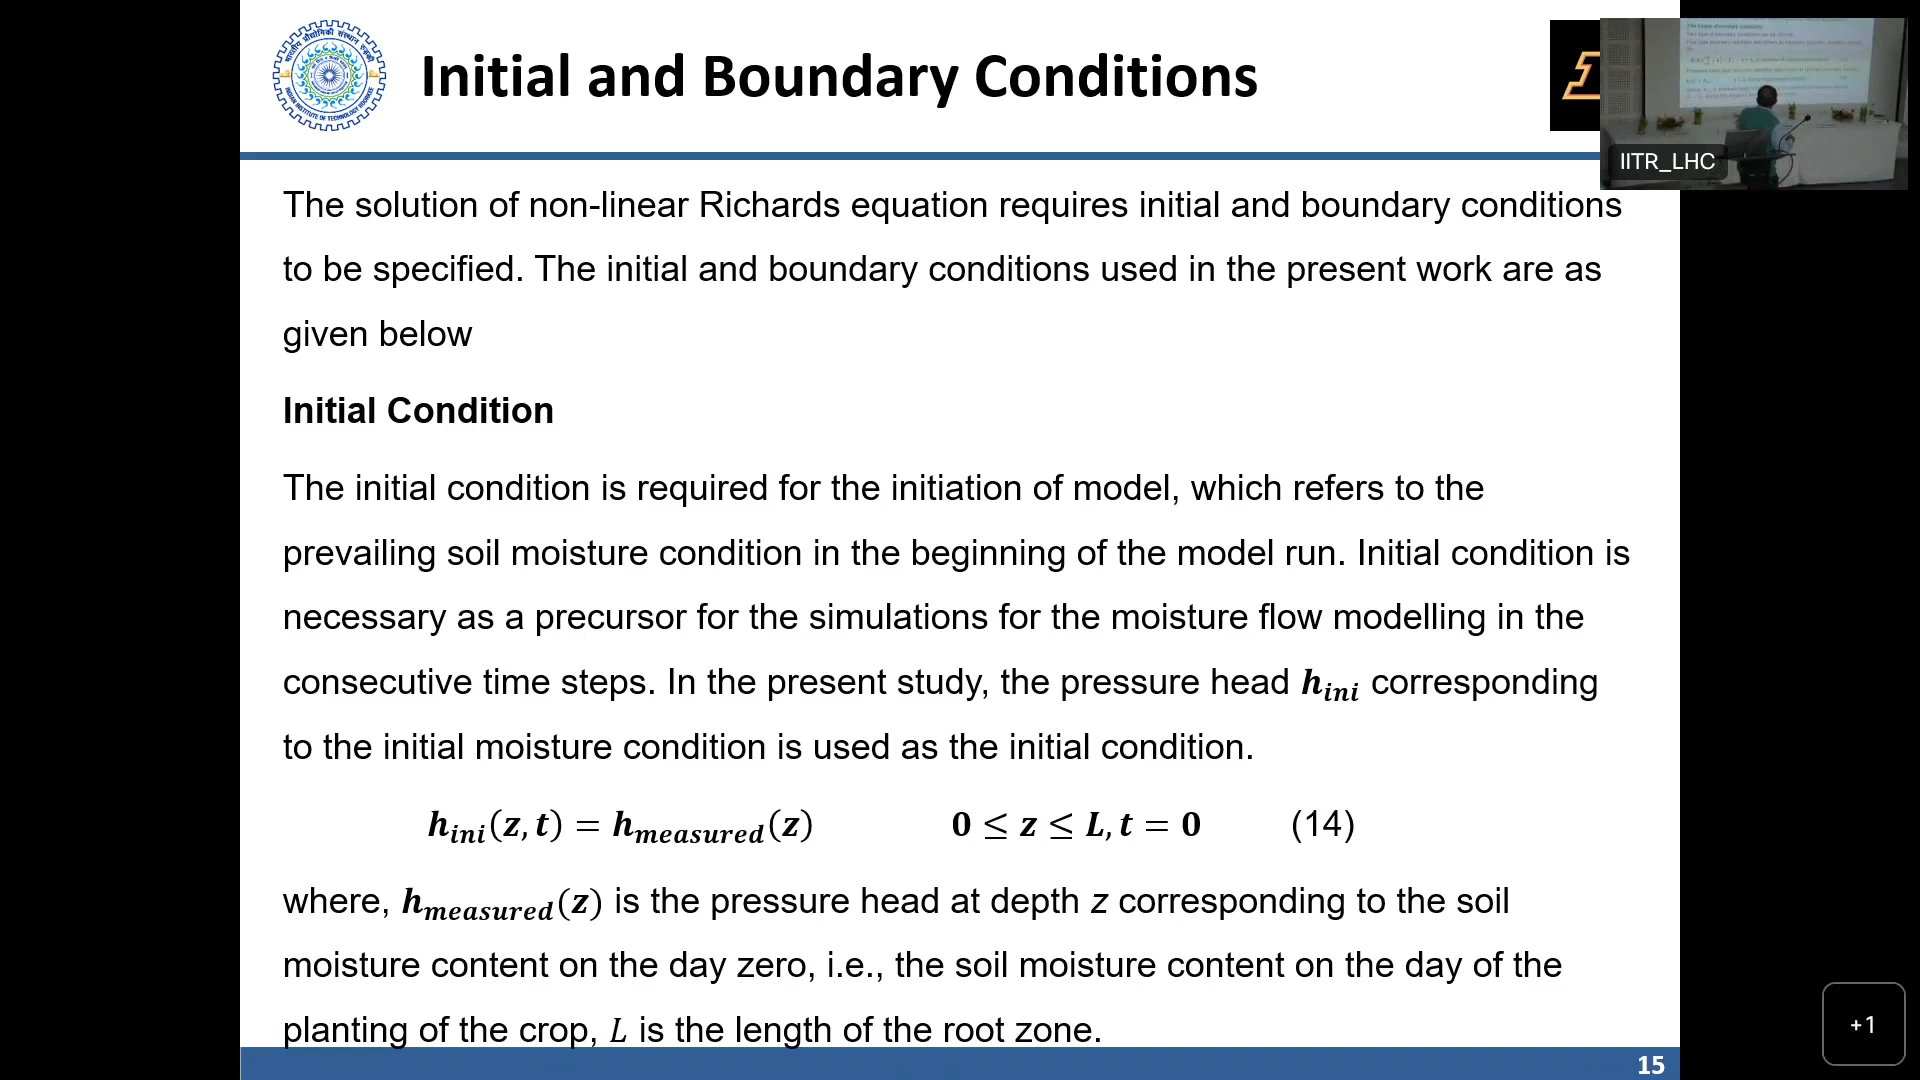 Initial and Boundary Conditions
IITR_LHC
The solution of non-linear Richards equation requires initial and boundary conditions
to be specified. The initial and boundary conditions used in the present work are as
given below
Initial Condition
The initial condition is required for the initiation of model, which refers to the
prevailing soil moisture condition in the beginning of the model run. Initial condition is
necessary as a precursor for the simulations for the moisture flow modelling in the
consecutive time steps. In the present study, the pressure head h_ini corresponding
to the initial moisture condition is used as the initial condition.
h_ini(z, t) = h_measured(z) 0 ≤ z ≤ L, t = 0 (14)
where, h_measured(z) is the pressure head at depth z corresponding to the soil
moisture content on the day zero, i.e., the soil moisture content on the day of the
planting of the crop, L is the length of the root zone.
+1
15